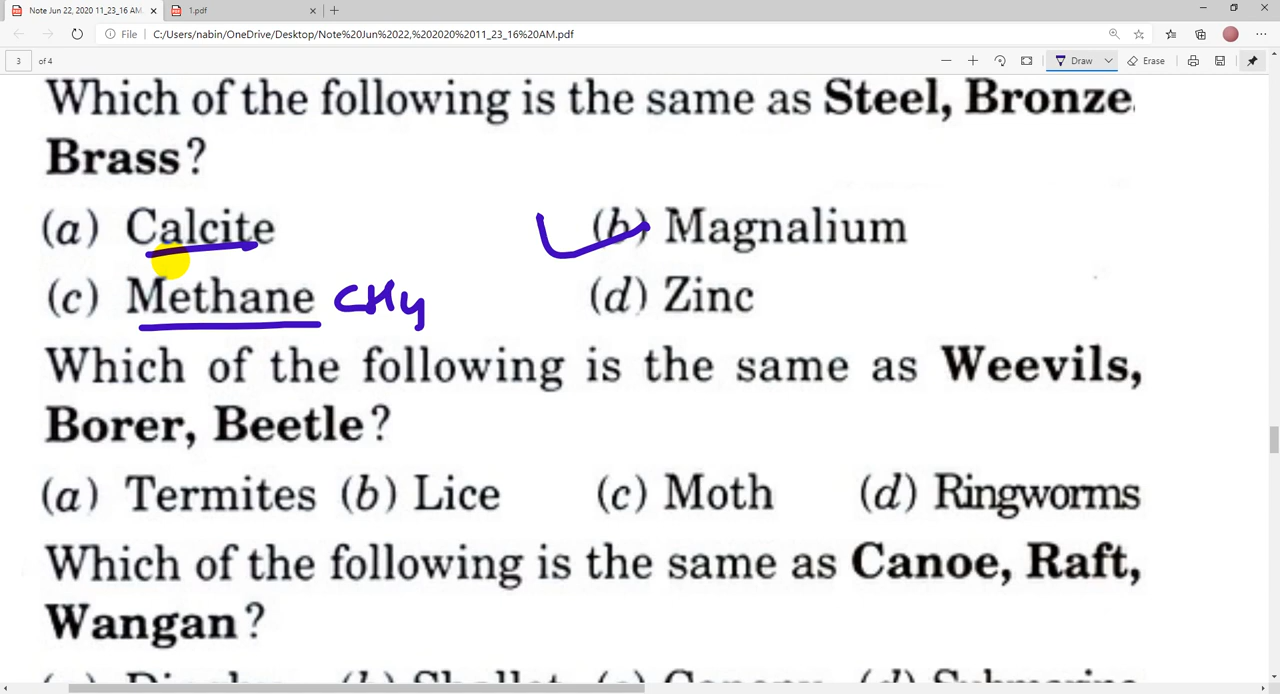 Note Jun 22, 2020 11_23_16 AM.p
1.pdf
File C:/Users/nabin/OneDrive/Desktop/Note%20Jun%2022,%202020%2011_23_16%20AM.pdf
3 of 4 Draw Erase
Which of the following is the same as Steel, Bronze
Brass?
(a) Calcite (b) Magnalium
(c) Methane CH4 (d) Zinc
Which of the following is the same as Weevils,
Borer, Beetle?
(a) Termites (b) Lice (c) Moth (d) Ringworms
Which of the following is the same as Canoe, Raft,
Wangan?